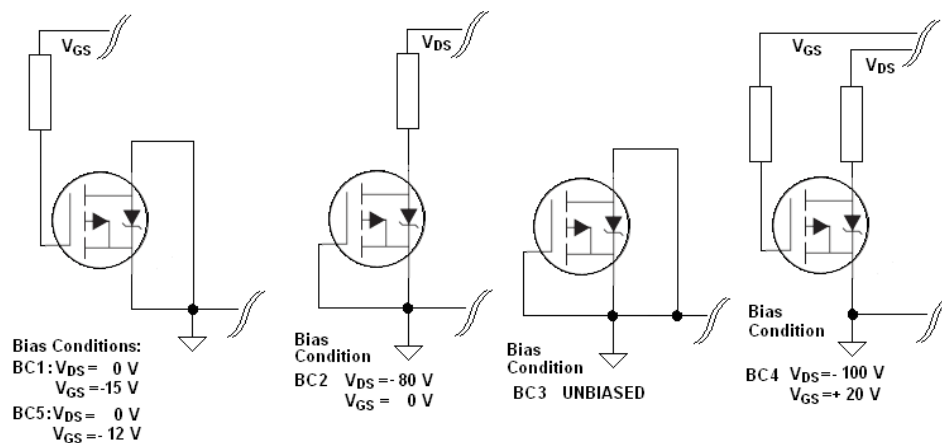 VGS
Bias Conditions:
BC1: VDS = 0 V
VGS = -15 V
BC5: VDS = 0 V
VGS = - 12 V
VDS
Bias
Condition
BC2 VDS = - 80 V
VGS = 0 V
Bias
Condition
BC3 UNBIASED
VGS
VDS
Bias
Condition
BC4 VDS = - 100 V
VGS = + 20 V